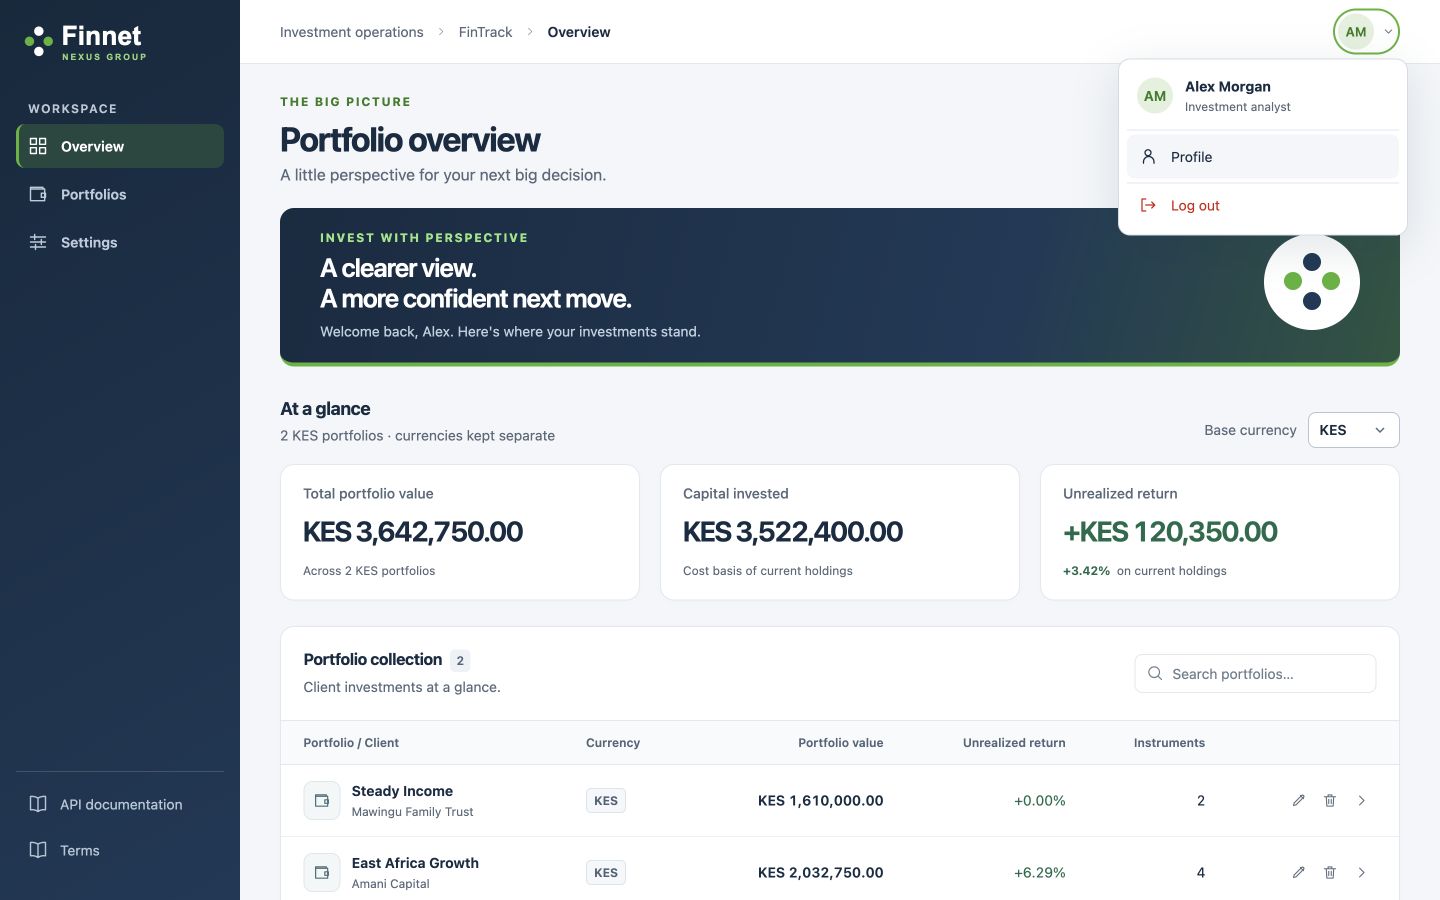 Finnet
NEXUS GROUP
WORKSPACE
Overview
Portfolios
Settings
API documentation
Terms
Investment operations > FinTrack > Overview
AM
AM
Alex Morgan
Investment analyst
Profile
Log out
THE BIG PICTURE
Portfolio overview
A little perspective for your next big decision.
INVEST WITH PERSPECTIVE
A clearer view.
A more confident next move.
Welcome back, Alex. Here's where your investments stand.
At a glance
2 KES portfolios · currencies kept separate
Base currency KES
Total portfolio value
KES 3,642,750.00
Across 2 KES portfolios
Capital invested
KES 3,522,400.00
Cost basis of current holdings
Unrealized return
+KES 120,350.00
+3.42% on current holdings
Portfolio collection 2
Client investments at a glance.
Search portfolios...
Portfolio / Client Currency Portfolio value Unrealized return Instruments
Steady Income
Mawingu Family Trust
KES KES 1,610,000.00 +0.00% 2
East Africa Growth
Amani Capital
KES KES 2,032,750.00 +6.29% 4